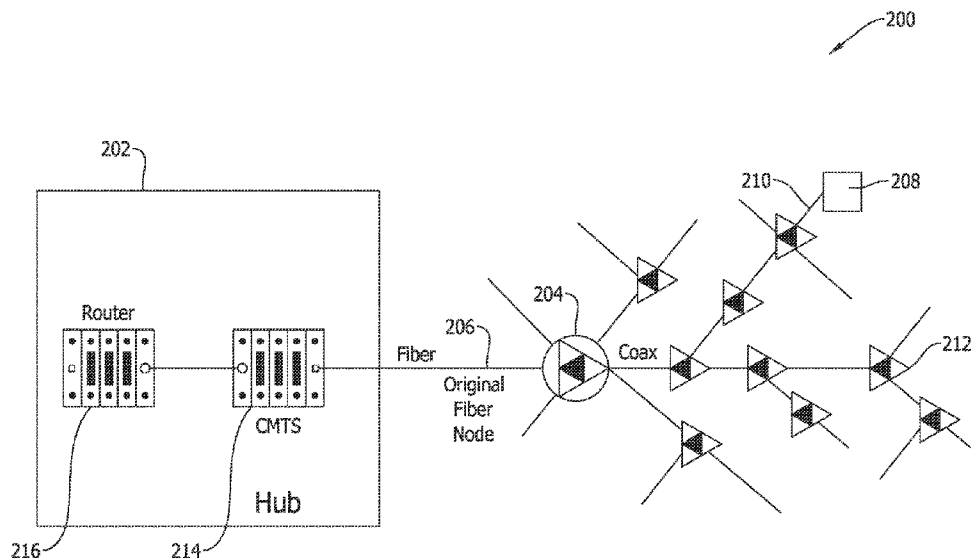 200
202
210
208
204
Router
206
Fiber
Coax
212
Original
Fiber
Node
CMTS
Hub
216
214